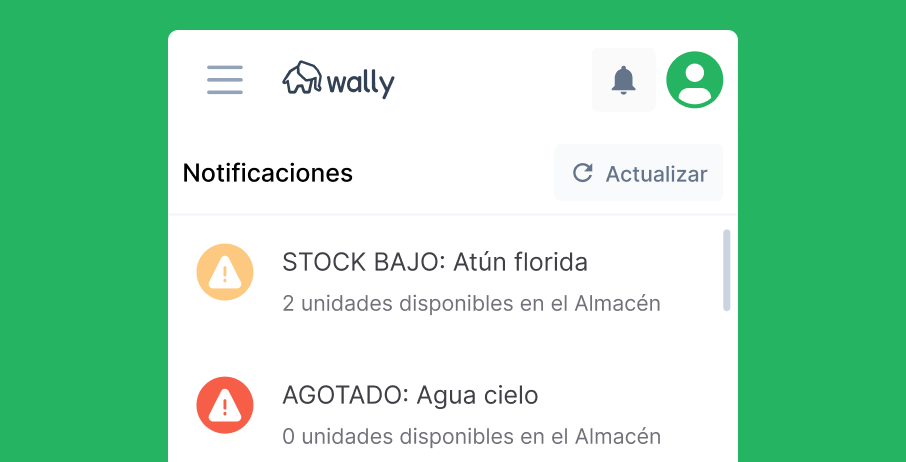 wally
Notificaciones
Actualizar
STOCK BAJO: Atún florida
2 unidades disponibles en el Almacén
AGOTADO: Agua cielo
0 unidades disponibles en el Almacén